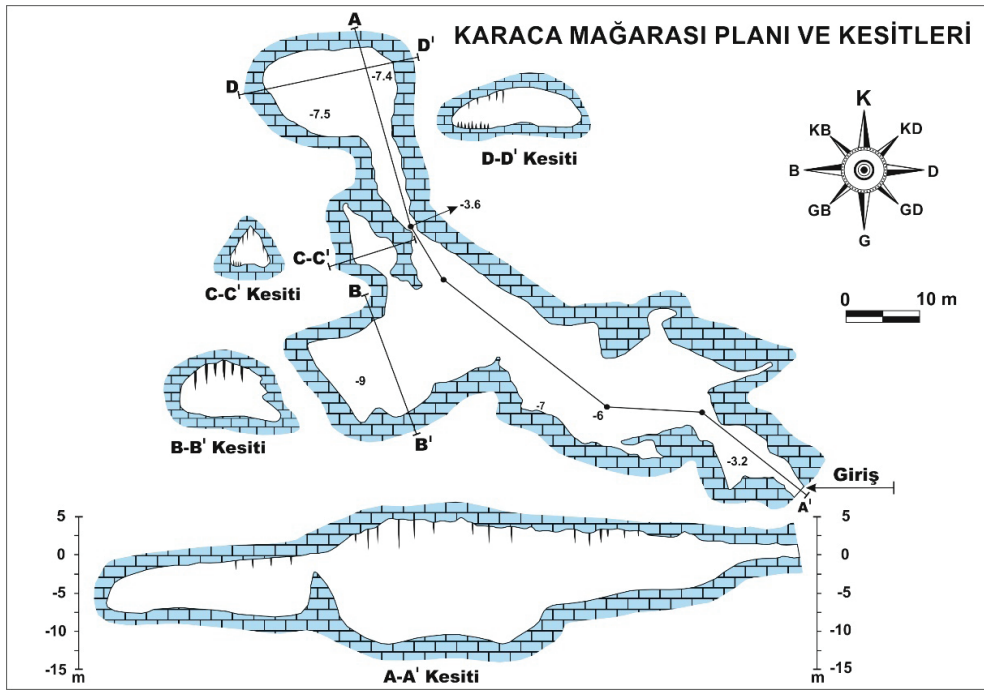 KARACA MAĞARASI PLANI VE KESİTLERİ
A
D'
D
-7.4
-7.5
D-D' Kesiti
K
KB
KD
B
D
GB
GD
G
-3.6
C-C'
C-C' Kesiti
B
0 10 m
-9
B'
B-B' Kesiti
-7
-6
-3.2
Giriş
A'
5
0
-5
-10
-15
m
5
0
-5
-10
-15
m
A-A' Kesiti